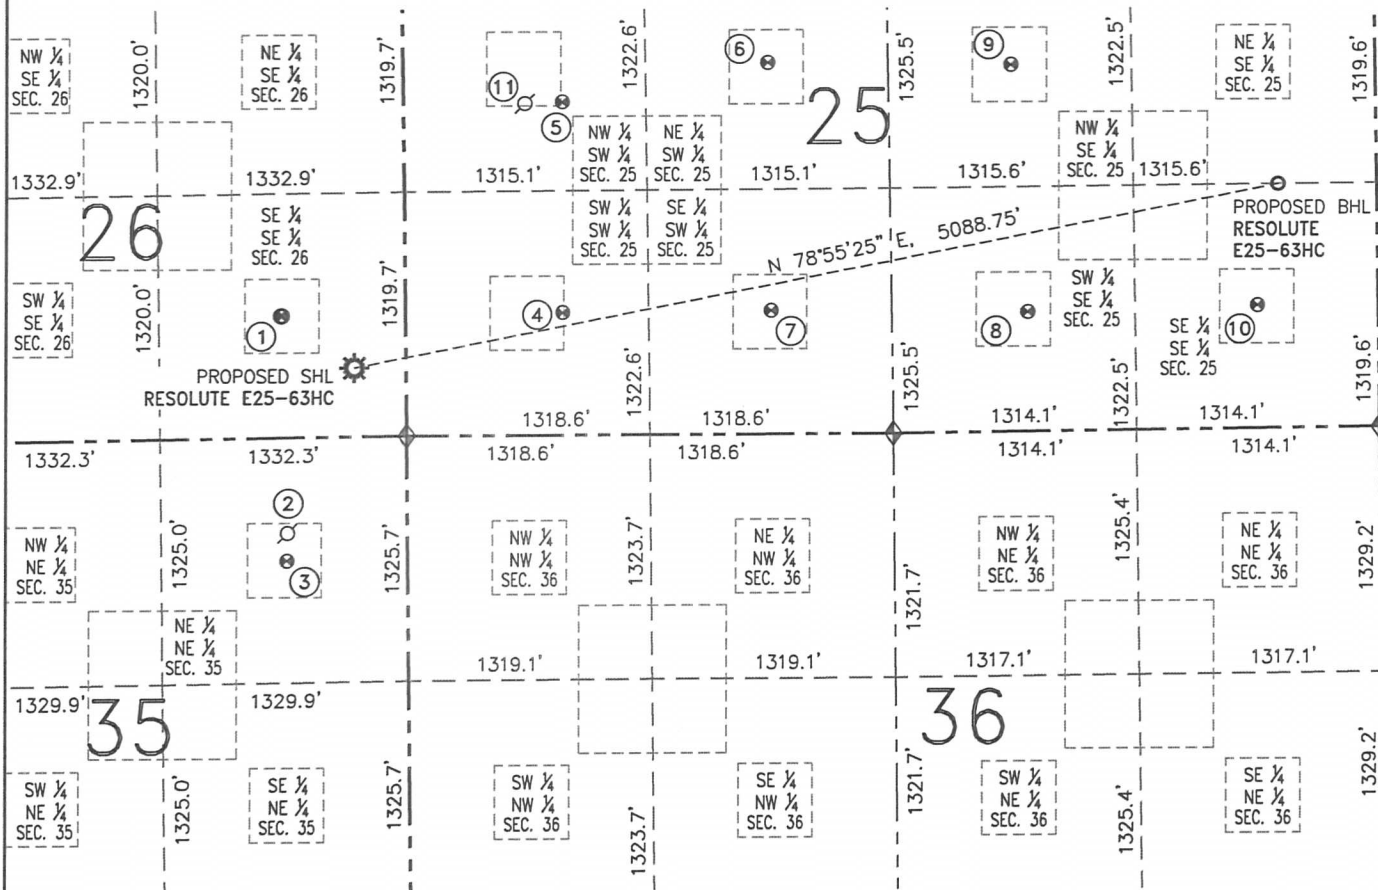 NW ¼
SE ¼
SEC. 26
1320.0'
NE ¼
SE ¼
SEC. 26
1319.7'
11
5
1322.6'
6
25
1325.5'
9
1322.5'
NE ¼
SE ¼
SEC. 25
1319.6'
NW ¼
SW ¼
SEC. 25
NE ¼
SW ¼
SEC. 25
NW ¼
SE ¼
SEC. 25
1332.9'
1332.9'
1315.1'
1315.1'
1315.6'
1315.6'
26
SE ¼
SE ¼
SEC. 26
SW ¼
SW ¼
SEC. 25
SE ¼
SW ¼
SEC. 25
N 78°55'25" E, 5088.75'
PROPOSED BHL
RESOLUTE
E25-63HC
SW ¼
SE ¼
SEC. 26
1320.0'
1
1319.7'
4
1322.6'
7
1325.5'
8
SW ¼
SE ¼
SEC. 25
1322.5'
SE ¼
SE ¼
SEC. 25
10
1319.6'
PROPOSED SHL
RESOLUTE E25-63HC
1318.6'
1318.6'
1314.1'
1314.1'
1332.3'
1332.3'
1318.6'
1318.6'
1314.1'
1314.1'
NW ¼
NE ¼
SEC. 35
1325.0'
2
3
1325.7'
NW ¼
NW ¼
SEC. 36
1323.7'
NE ¼
NW ¼
SEC. 36
1321.7'
NW ¼
NE ¼
SEC. 36
1325.4'
NE ¼
NE ¼
SEC. 36
1329.2'
NE ¼
NE ¼
SEC. 35
1329.9'
1329.9'
1319.1'
1319.1'
1317.1'
1317.1'
35
36
SW ¼
NE ¼
SEC. 35
1325.0'
SE ¼
NE ¼
SEC. 35
1325.7'
SW ¼
NW ¼
SEC. 36
1323.7'
SE ¼
NW ¼
SEC. 36
1321.7'
SW ¼
NE ¼
SEC. 36
1325.4'
SE ¼
NE ¼
SEC. 36
1329.2'